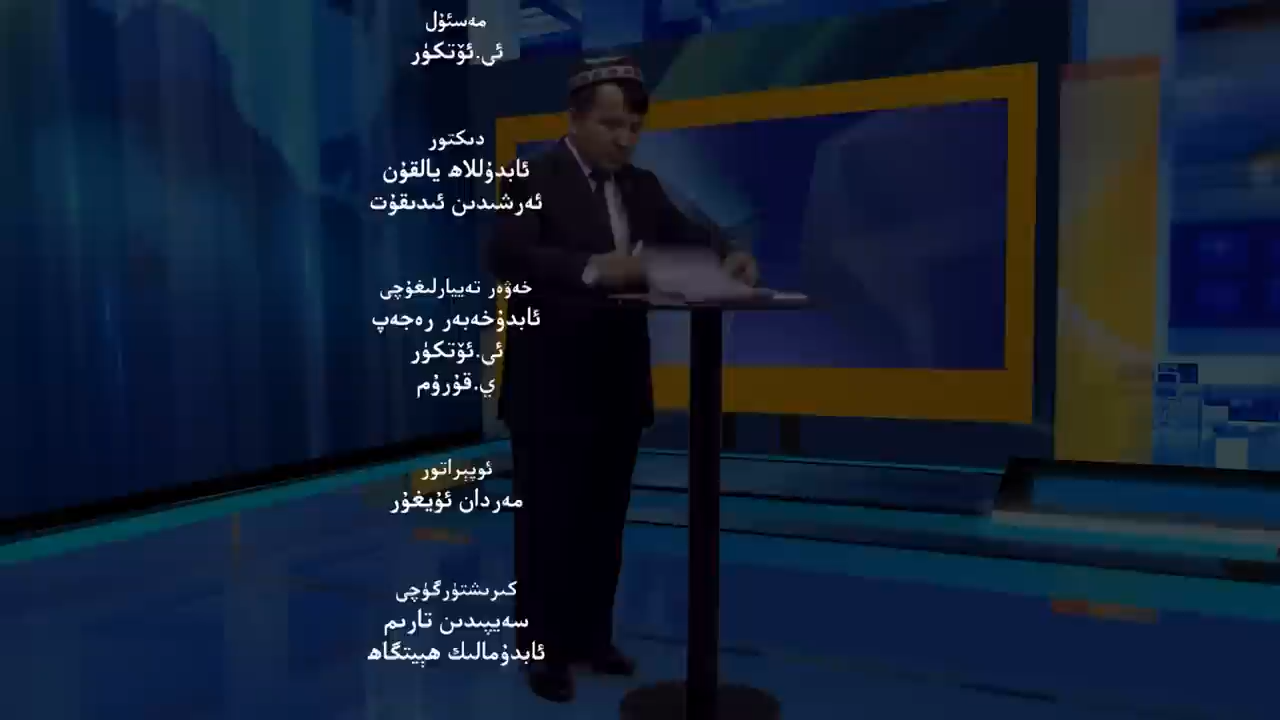 مەسئۇل
ئى.ئۆتكۈر
دىكتور
ئابدۇللاھ يالقۇن
ئەرشىدىن ئىدىقۇت
خەۋەر تەييارلىغۇچى
ئابدۇخەبەر رەجەپ
ئى.ئۆتكۈر
ي.قۇرۇم
ئوپېراتور
مەردان ئۇيغۇر
كىرىشتۈرگۈچى
سەيپىدىن تارىم
ئابدۇمالىك ھېيتگاھ